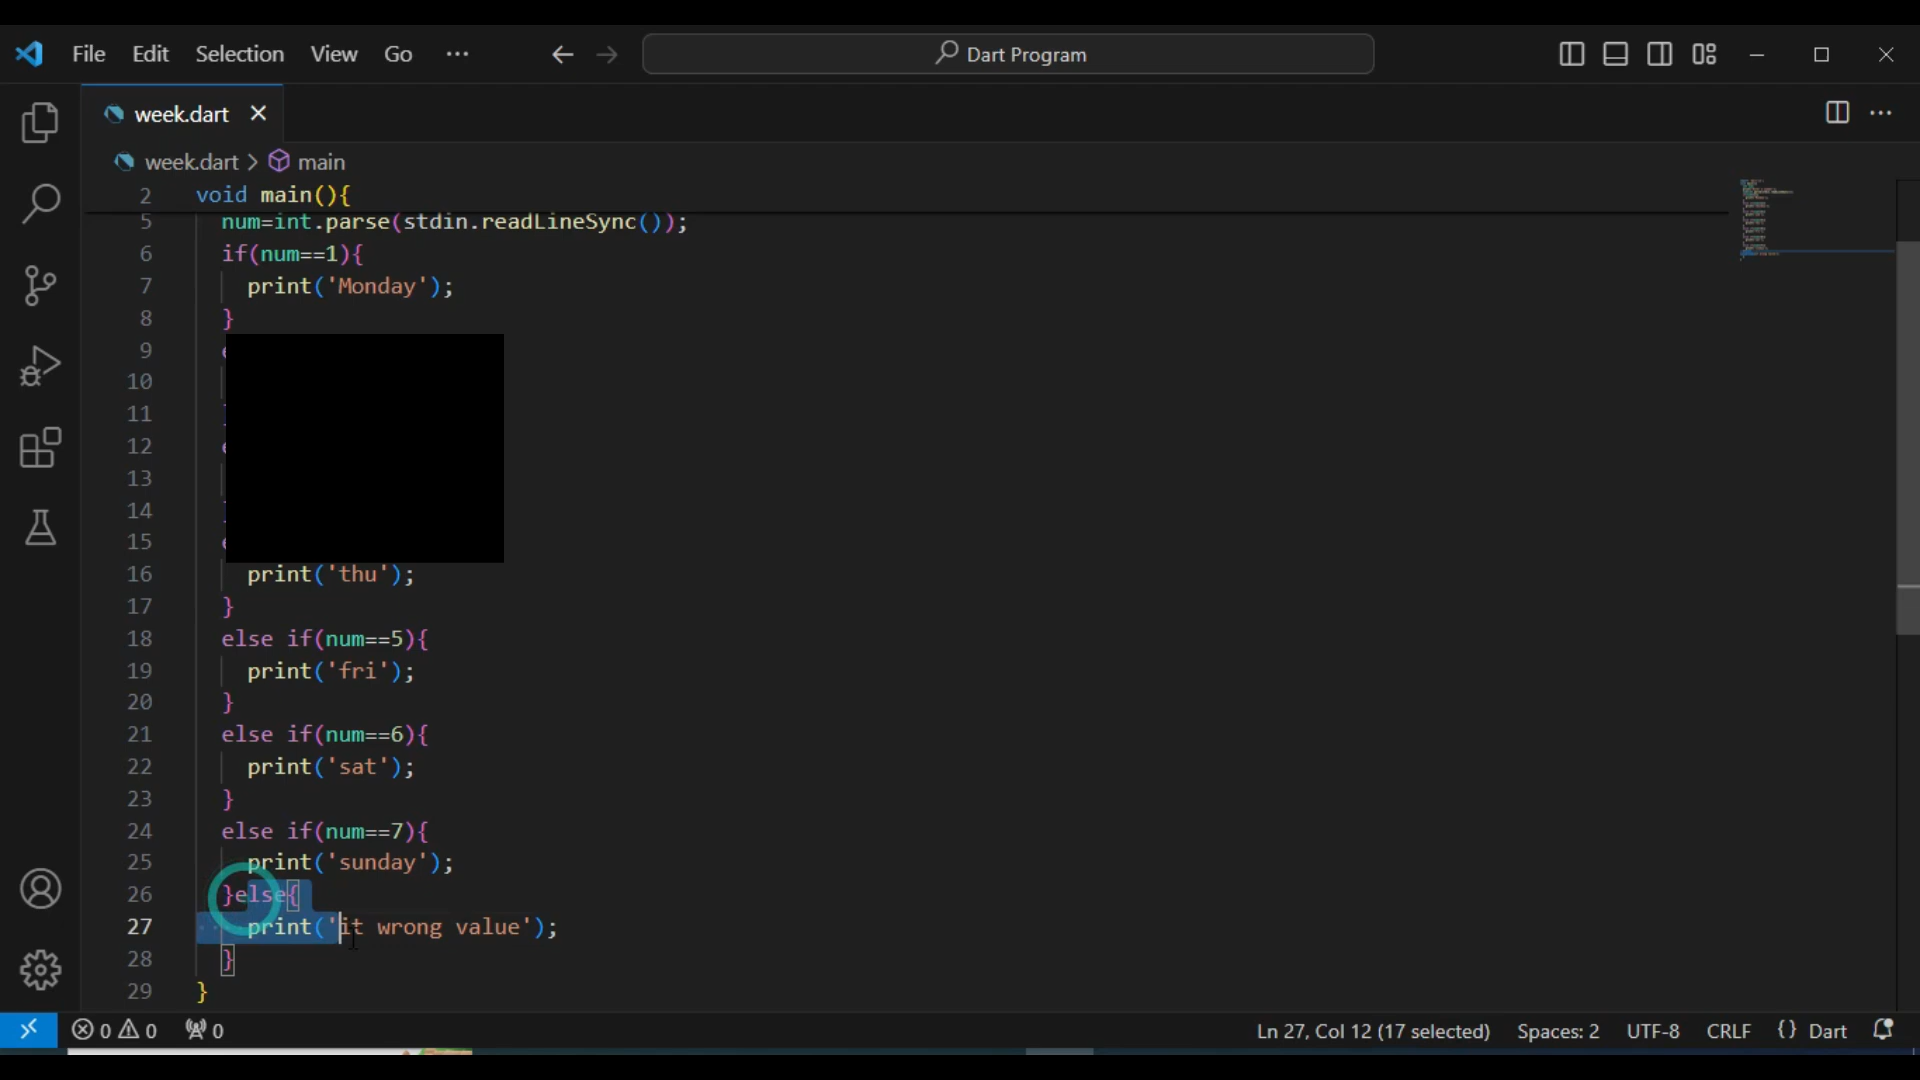 File Edit Selection View Go ··· Dart Program
week.dart
week.dart > main
2 void main(){
5 num=int.parse(stdin.readLineSync());
6 if(num==1){
7 print('Monday');
8 }
9
10
11
12
13
14
15
16 print('thu');
17 }
18 else if(num==5){
19 print('fri');
20 }
21 else if(num==6){
22 print('sat');
23 }
24 else if(num==7){
25 print('sunday');
26 }else{
27 print('it wrong value');
28 }
29 }
0 0 0 Ln 27, Col 12 (17 selected) Spaces: 2 UTF-8 CRLF {} Dart